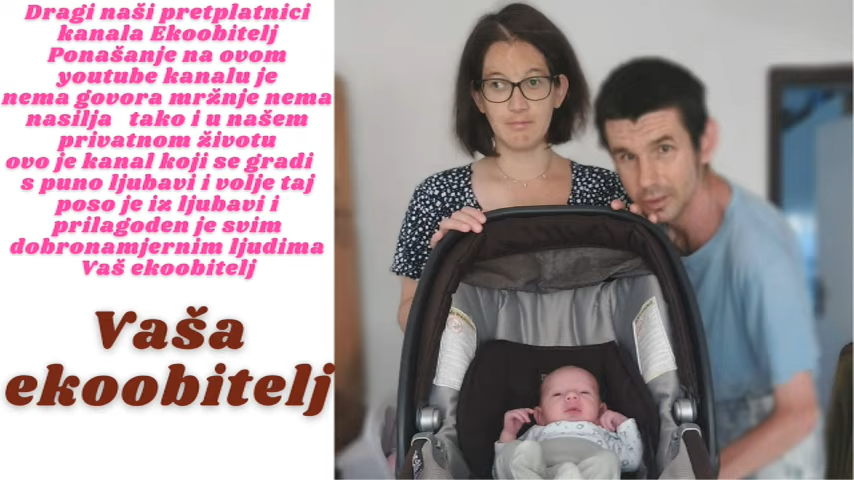 Dragi naši pretplatnici
kanala Ekoobitelj
Ponašanje na ovom
youtube kanalu je
nema govora mržnje nema
nasilja tako i u našem
privatnom životu
ovo je kanal koji se gradi
s puno ljubavi i volje taj
poso je iz ljubavi i
prilagođen je svim
dobronamjernim ljudima
Vaš ekoobitelj
Vaša
ekoobitelj